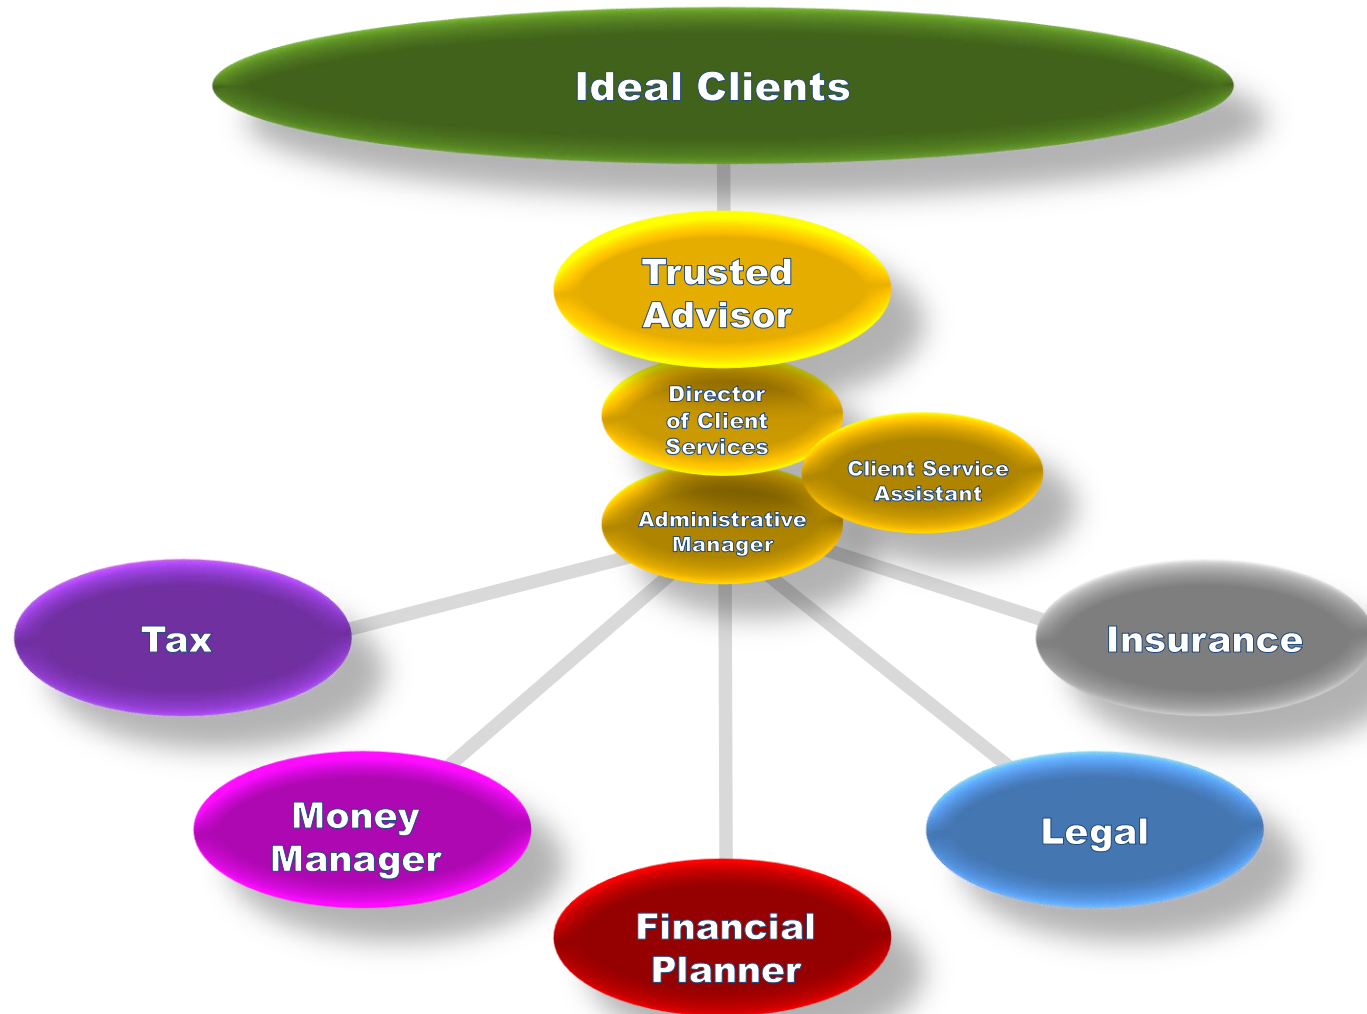 Ideal Clients
Trusted
Advisor
Director
of Client
Services
Client Service
Assistant
Administrative
Manager
Tax
Insurance
Money
Manager
Legal
Financial
Planner